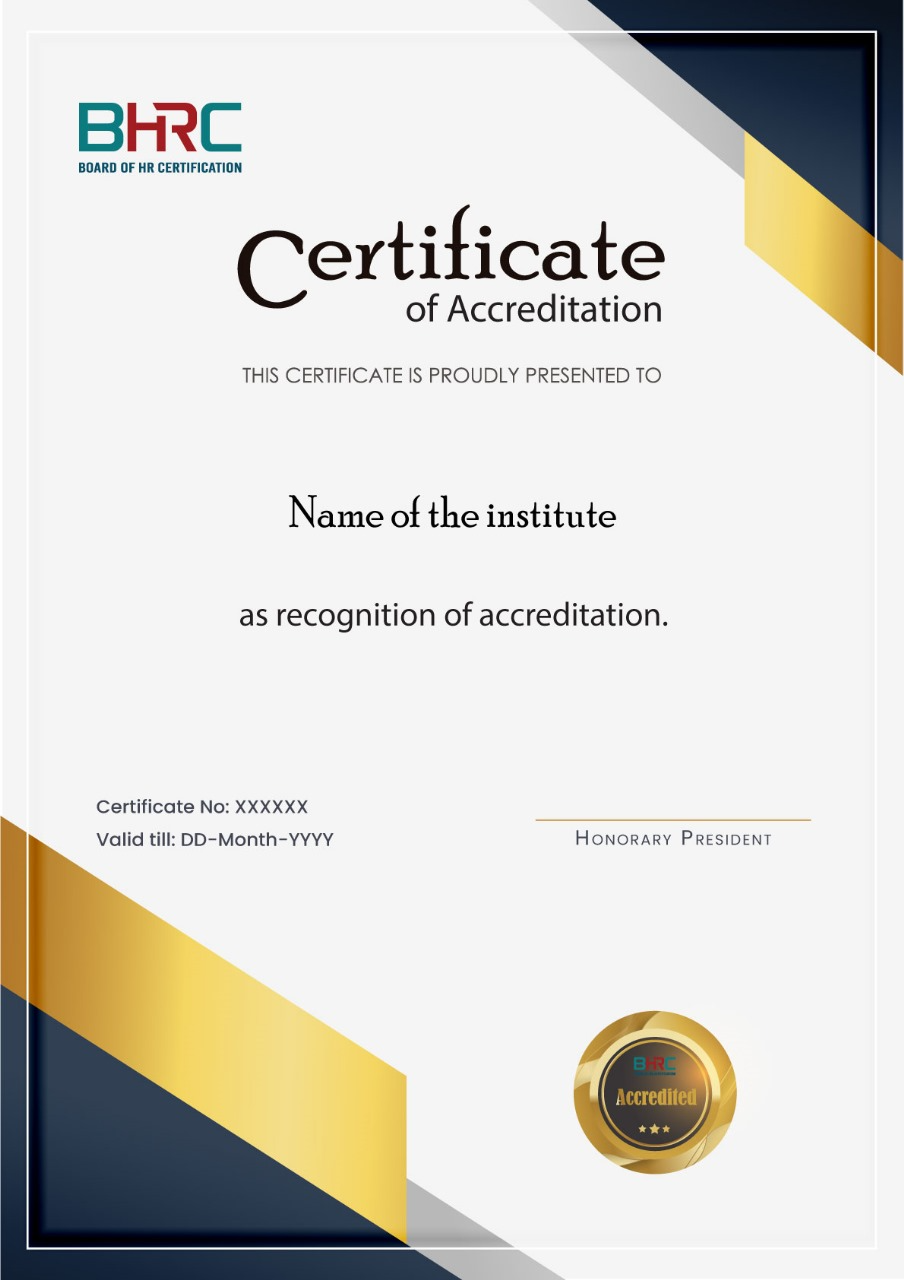 BHRC
BOARD OF HR CERTIFICATION
Certificate
of Accreditation
THIS CERTIFICATE IS PROUDLY PRESENTED TO
Name of the institute
as recognition of accreditation.
Certificate No: XXXXXX
Valid till: DD-Month-YYYY
HONORARY PRESIDENT
BHRC
Accredited